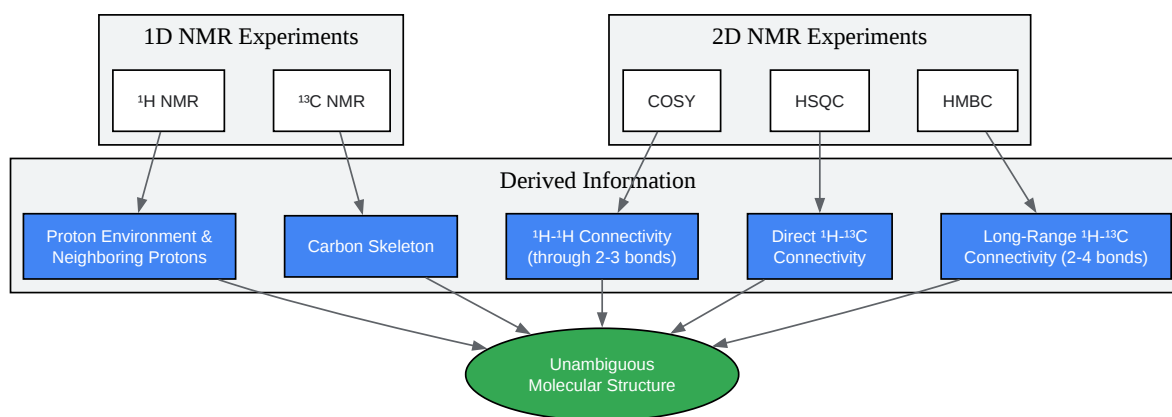 1D NMR Experiments
2D NMR Experiments
¹H NMR
¹³C NMR
COSY
HSQC
HMBC
Derived Information
Proton Environment &
Neighboring Protons
Carbon Skeleton
¹H-¹H Connectivity
(through 2-3 bonds)
Direct ¹H-¹³C
Connectivity
Long-Range ¹H-¹³C
Connectivity (2-4 bonds)
Unambiguous
Molecular Structure